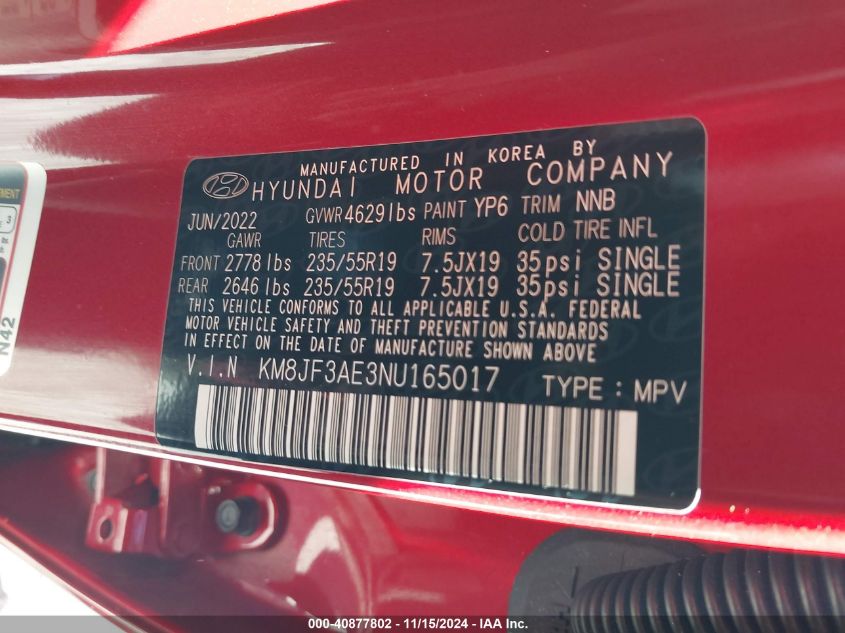 MANUFACTURED IN KOREA BY
HYUNDAI MOTOR COMPANY
JUN/2022 GVWR 4629 lbs PAINT YP6 TRIM NNB
GAWR TIRES RIMS COLD TIRE INFL
FRONT 2778 lbs 235/55R19 7.5JX19 35psi SINGLE
REAR 2646 lbs 235/55R19 7.5JX19 35psi SINGLE
THIS VEHICLE CONFORMS TO ALL APPLICABLE U.S.A. FEDERAL
MOTOR VEHICLE SAFETY AND THEFT PREVENTION STANDARDS
IN EFFECT ON THE DATE OF MANUFACTURE SHOWN ABOVE
V.I.N KM8JF3AE3NU165017 TYPE : MPV
3
N42
000-40877802 - 11/15/2024 - IAA Inc.